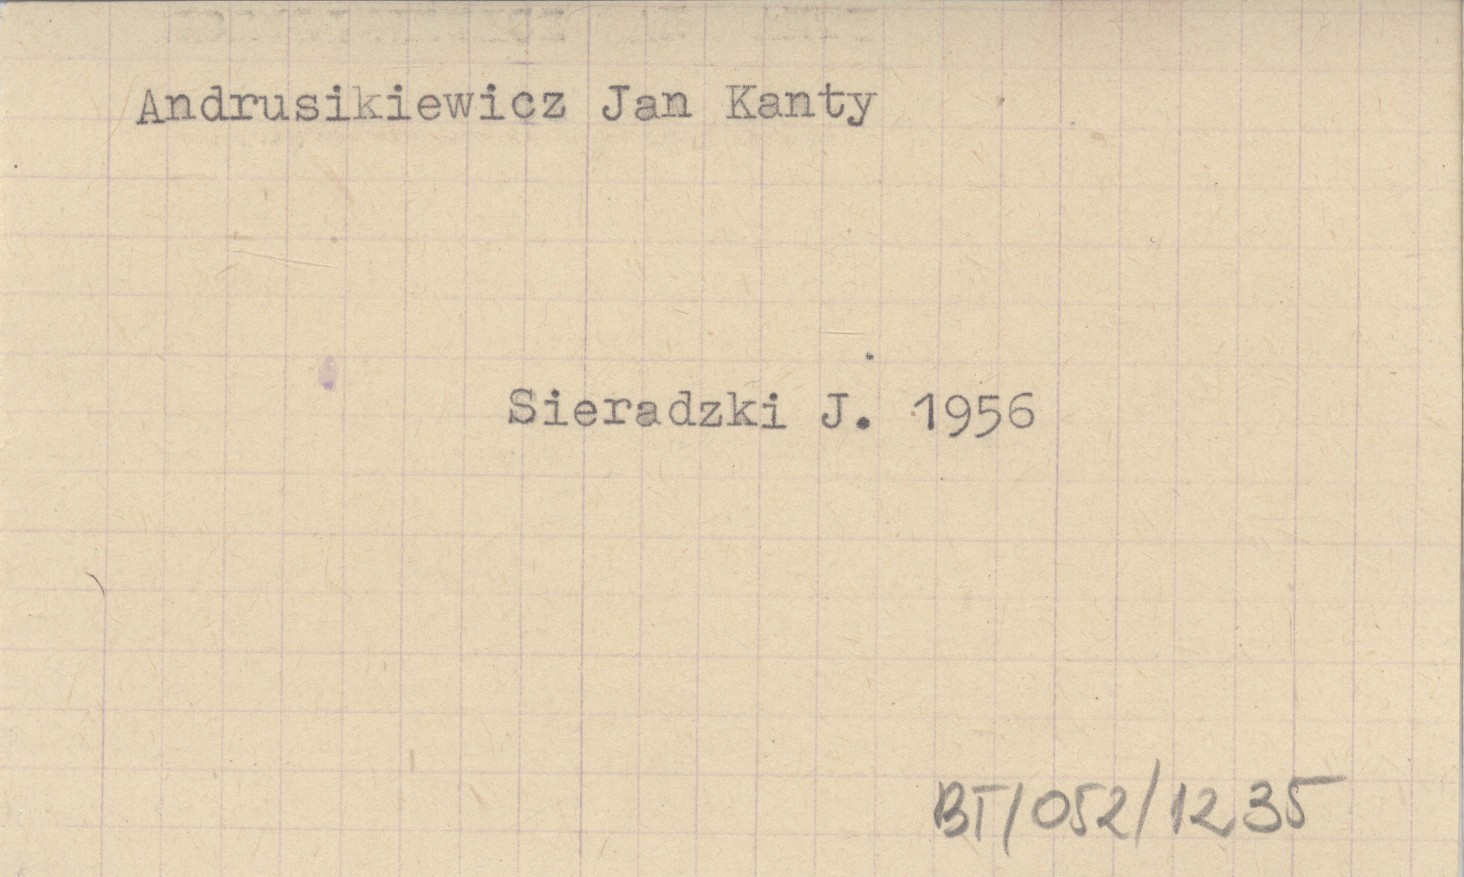 Andrusikiewicz Jan Kanty
Sieradzki J. 1956
BT/052/1235